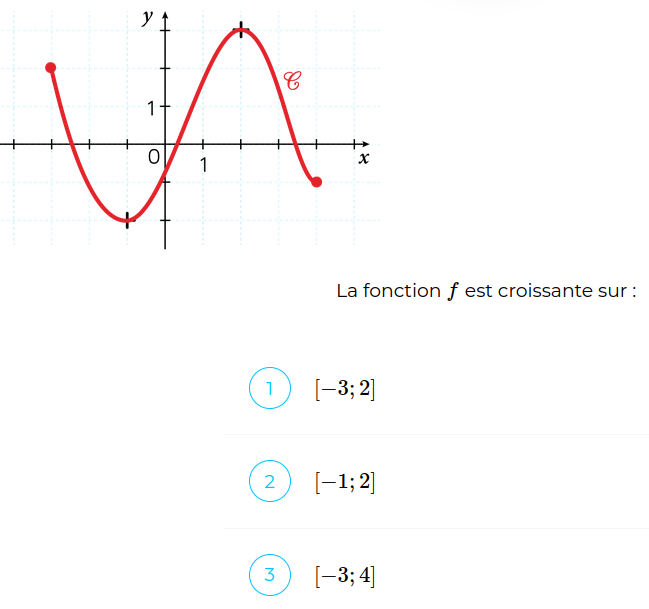 y
𝒞
1
0
1
x
La fonction f est croissante sur :
1 [−3; 2]
2 [−1; 2]
3 [−3; 4]